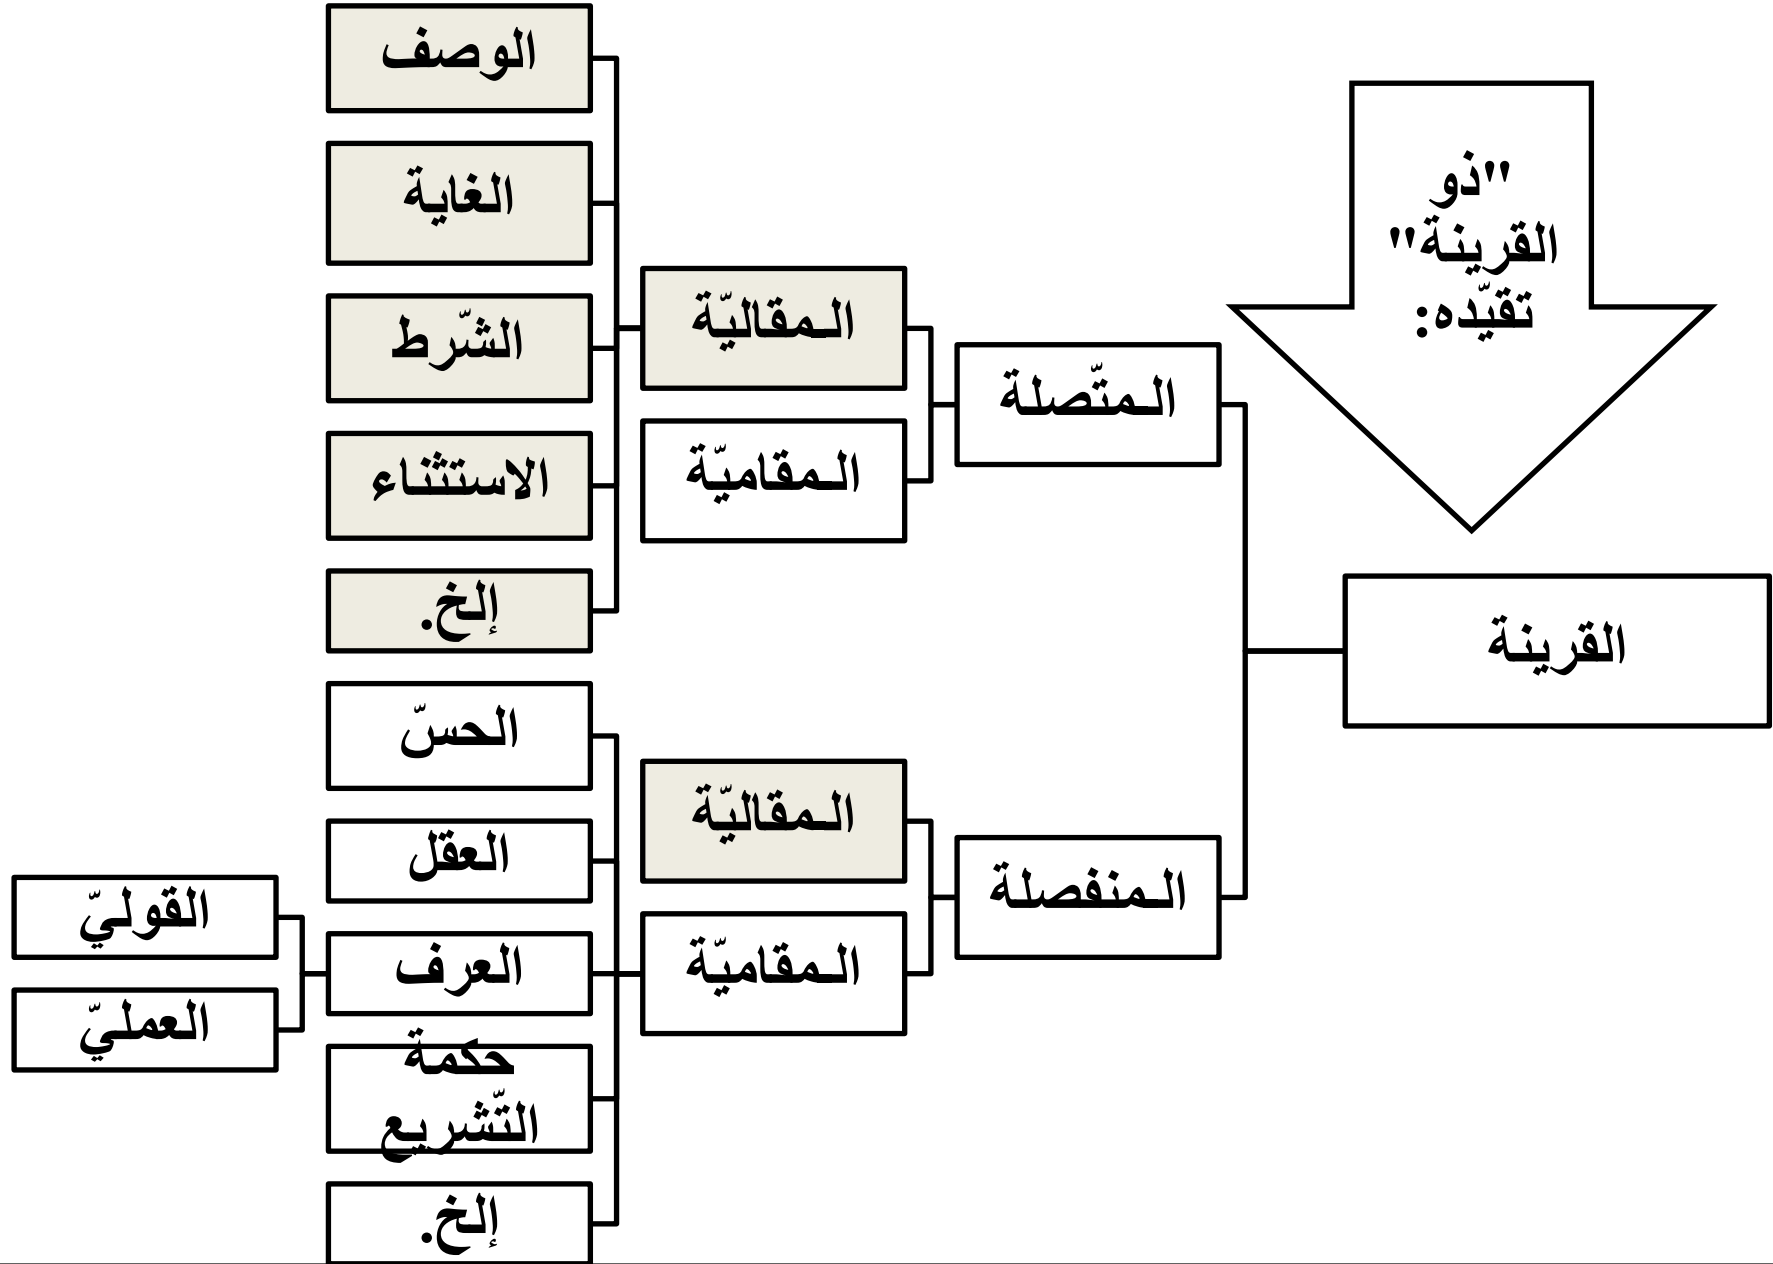 "ذو
القرينة"
تقيّده:
القرينة
المتّصلة
المقاليّة
الوصف
الغاية
الشّرط
الاستثناء
إلخ.
المقاميّة
المنفصلة
المقاليّة
المقاميّة
الحسّ
العقل
العرف
القوليّ
العمليّ
حكمة
التّشريع
إلخ.